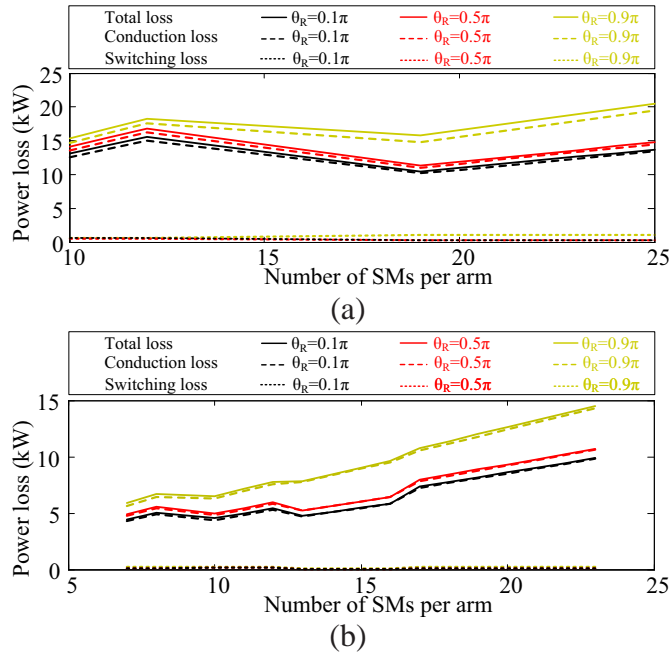 Total loss θR=0.1π θR=0.5π θR=0.9π
Conduction loss θR=0.1π θR=0.5π θR=0.9π
Switching loss θR=0.1π θR=0.5π θR=0.9π
25
20
15
10
5
0
Power loss (kW)
10 15 20 25
Number of SMs per arm
(a)
Total loss θR=0.1π θR=0.5π θR=0.9π
Conduction loss θR=0.1π θR=0.5π θR=0.9π
Switching loss θR=0.1π θR=0.5π θR=0.9π
15
10
5
0
Power loss (kW)
5 10 15 20 25
Number of SMs per arm
(b)